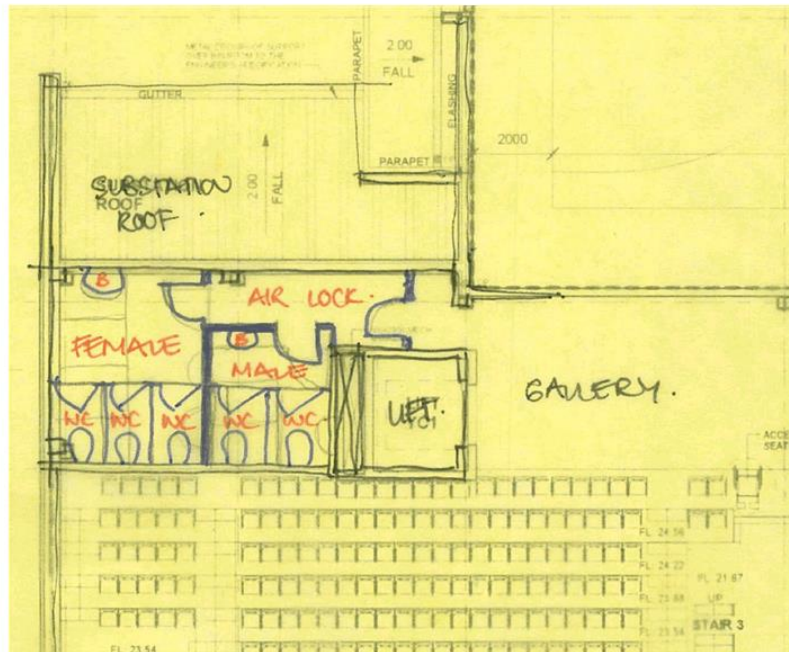 PARAPET
2.00
FALL
GUTTER
FLASHING
2000
PARAPET
SUBSTATION
ROOF
ROOF.
2.00
FALL
B
AIR LOCK.
FEMALE
B
MALE
GALLERY.
LIFT.
WC
WC
WC
WC
WC
FL 24.56
FL 24.22
FL 21.87
FL 23.88
UP
STAIR 3
FL 23.54
FL 23.54